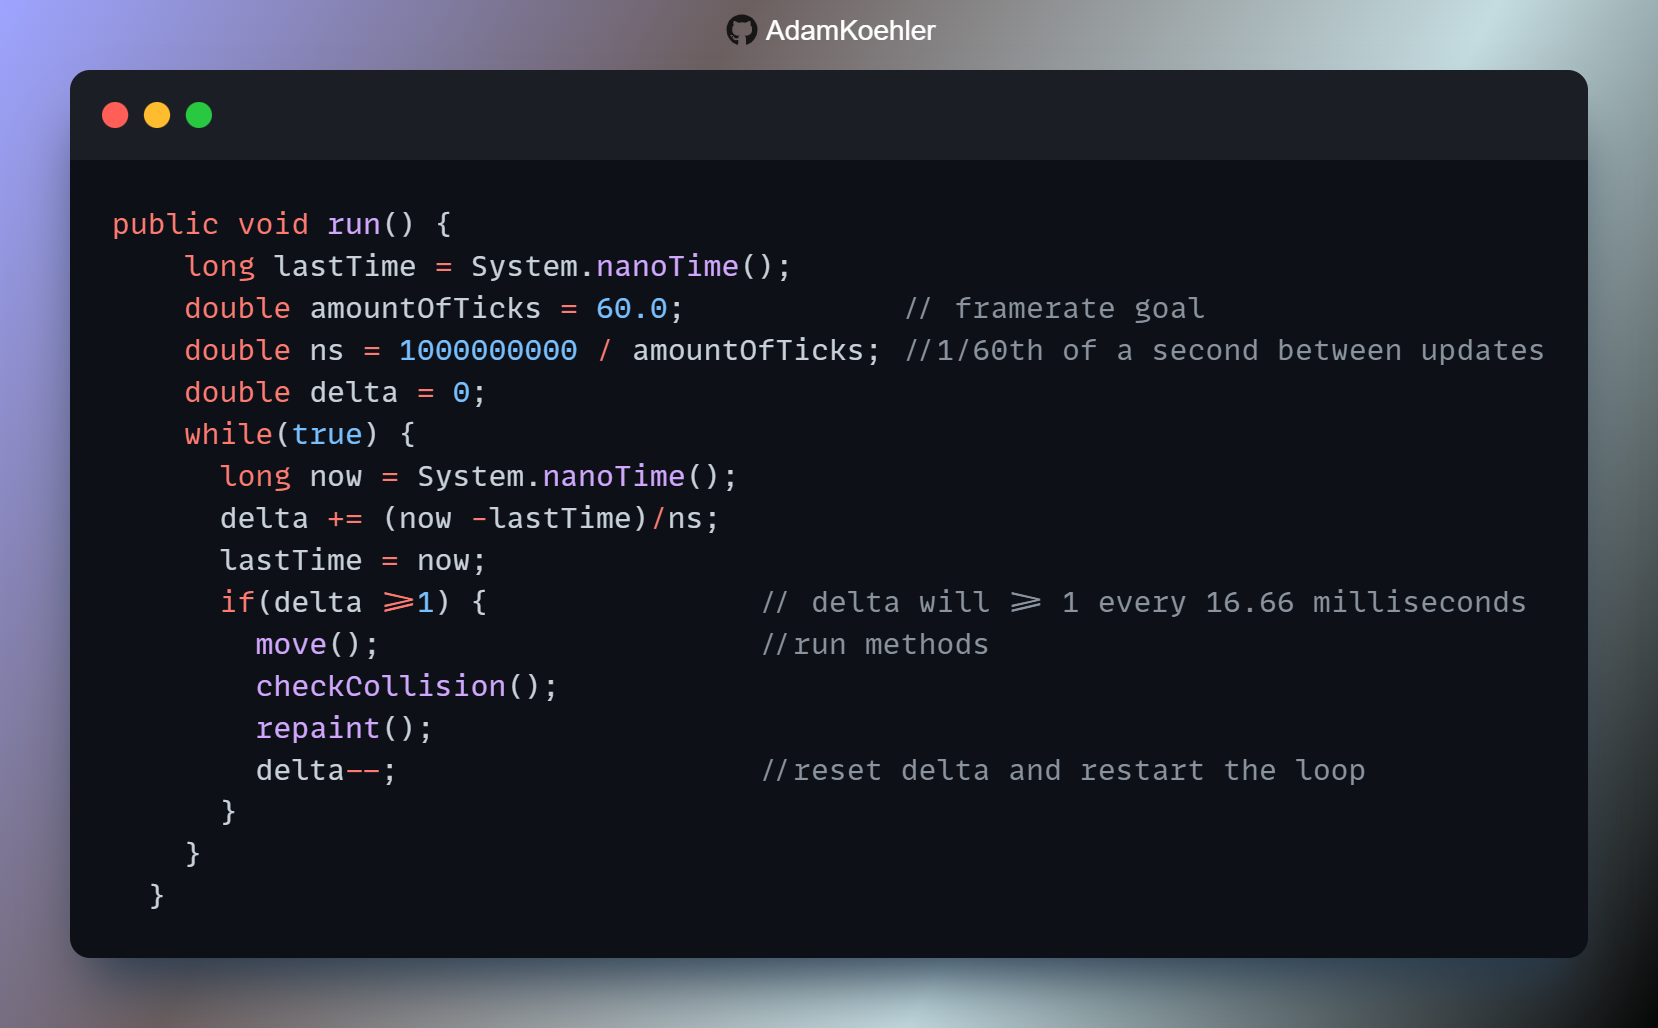 AdamKoehler
public void run() {
long lastTime = System.nanoTime();
double amountOfTicks = 60.0; // framerate goal
double ns = 1000000000 / amountOfTicks; //1/60th of a second between updates
double delta = 0;
while(true) {
long now = System.nanoTime();
delta += (now -lastTime)/ns;
lastTime = now;
if(delta >=1) { // delta will >= 1 every 16.66 milliseconds
move(); //run methods
checkCollision();
repaint();
delta--; //reset delta and restart the loop
}
}
}